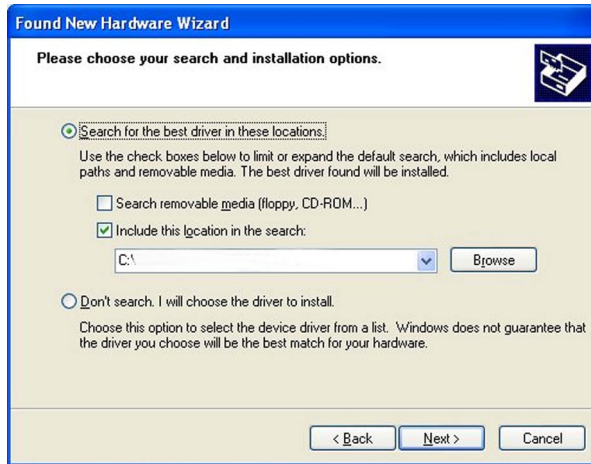 Found New Hardware Wizard
Please choose your search and installation options.
Search for the best driver in these locations.
Use the check boxes below to limit or expand the default search, which includes local
paths and removable media. The best driver found will be installed.
Search removable media (floppy, CD-ROM...)
Include this location in the search:
C:\
Browse
Don't search. I will choose the driver to install.
Choose this option to select the device driver from a list. Windows does not guarantee that
the driver you choose will be the best match for your hardware.
< Back Next > Cancel